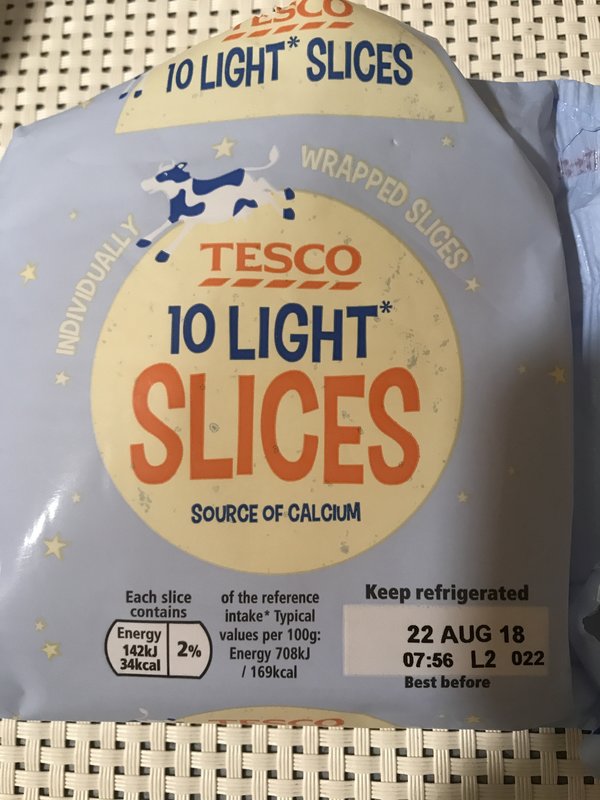 TESCO
10 LIGHT* SLICES
INDIVIDUALLY WRAPPED SLICES
TESCO
10 LIGHT*
SLICES
SOURCE OF CALCIUM
Each slice
contains
Energy
142kJ
34kcal
2%
of the reference
intake* Typical
values per 100g:
Energy 708kJ
/ 169kcal
Keep refrigerated
22 AUG 18
07:56 L2 022
Best before
TESCO